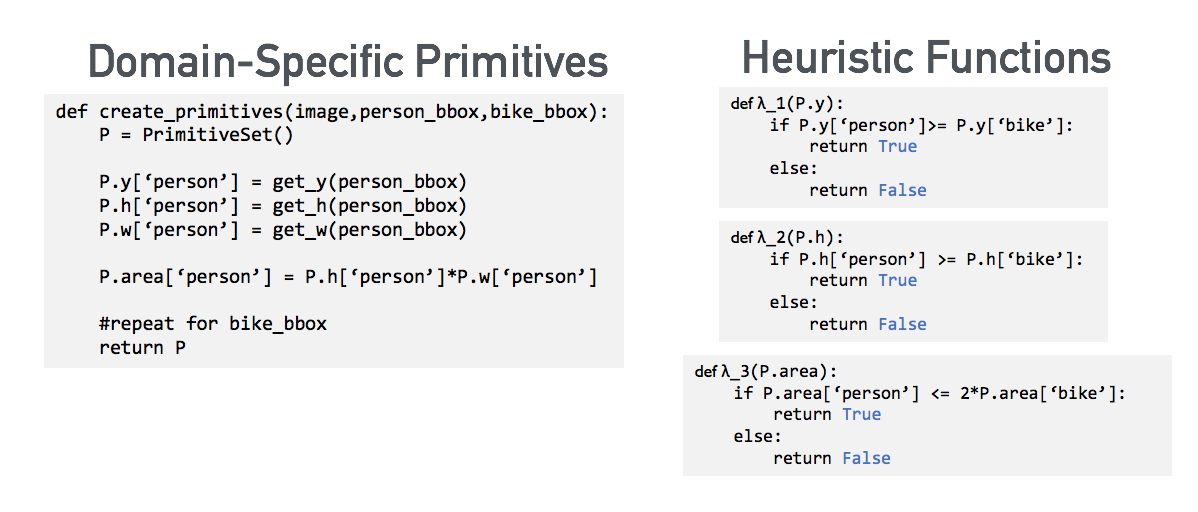 Domain-Specific Primitives
def create_primitives(image,person_bbox,bike_bbox):
    P = PrimitiveSet()
    P.y[‘person’] = get_y(person_bbox)
    P.h[‘person’] = get_h(person_bbox)
    P.w[‘person’] = get_w(person_bbox)
    P.area[‘person’] = P.h[‘person’]*P.w[‘person’]
    #repeat for bike_bbox
    return P
Heuristic Functions
def λ_1(P.y):
    if P.y[‘person’]>= P.y[‘bike’]:
        return True
    else:
        return False
def λ_2(P.h):
    if P.h[‘person’] >= P.h[‘bike’]:
        return True
    else:
        return False
def λ_3(P.area):
    if P.area[‘person’] <= 2*P.area[‘bike’]:
        return True
    else:
        return False